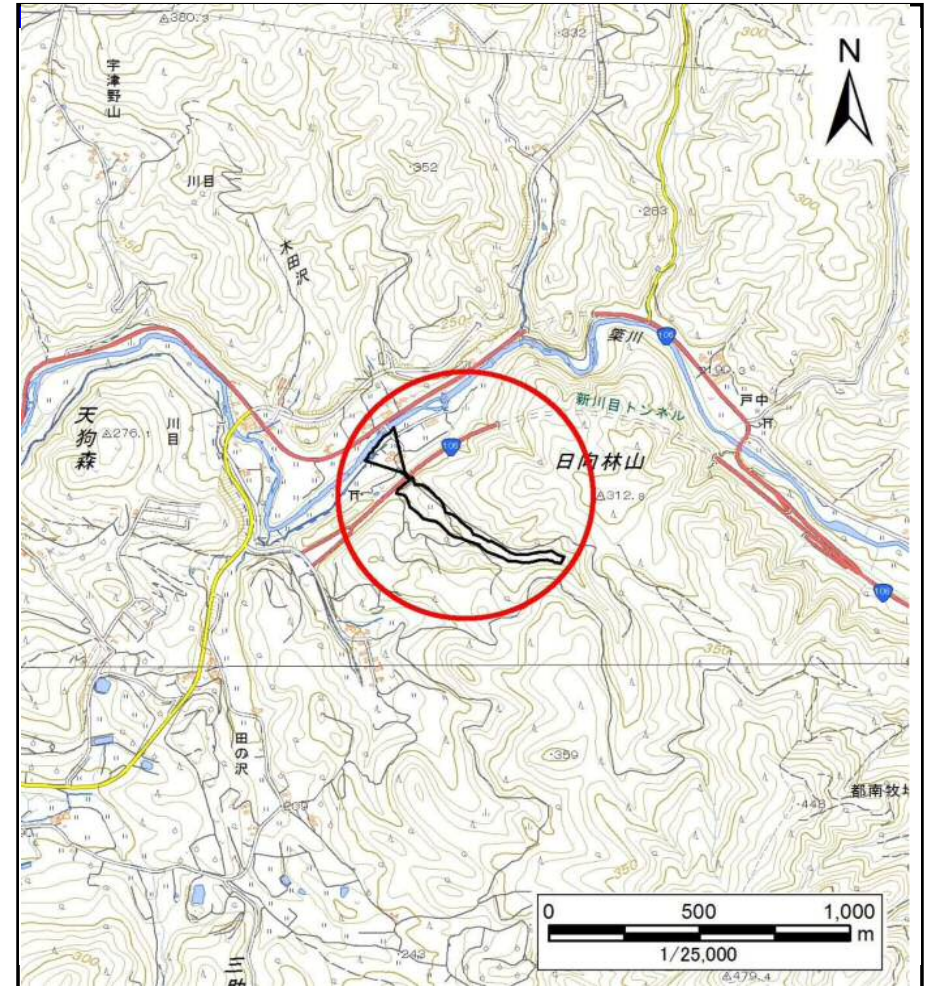 △380.3
・332
300
N
宇津野山
・352
川目
・263
300
250
木田沢
250
簗川
106
190.3
戸中
新川目トンネル
天狗森
△276.1
川目
106
日向林山
△312.8
106
350
・359
田の沢
都南牧場
・448
350
0 500 1,000
m
1/25,000
・243
△479.4